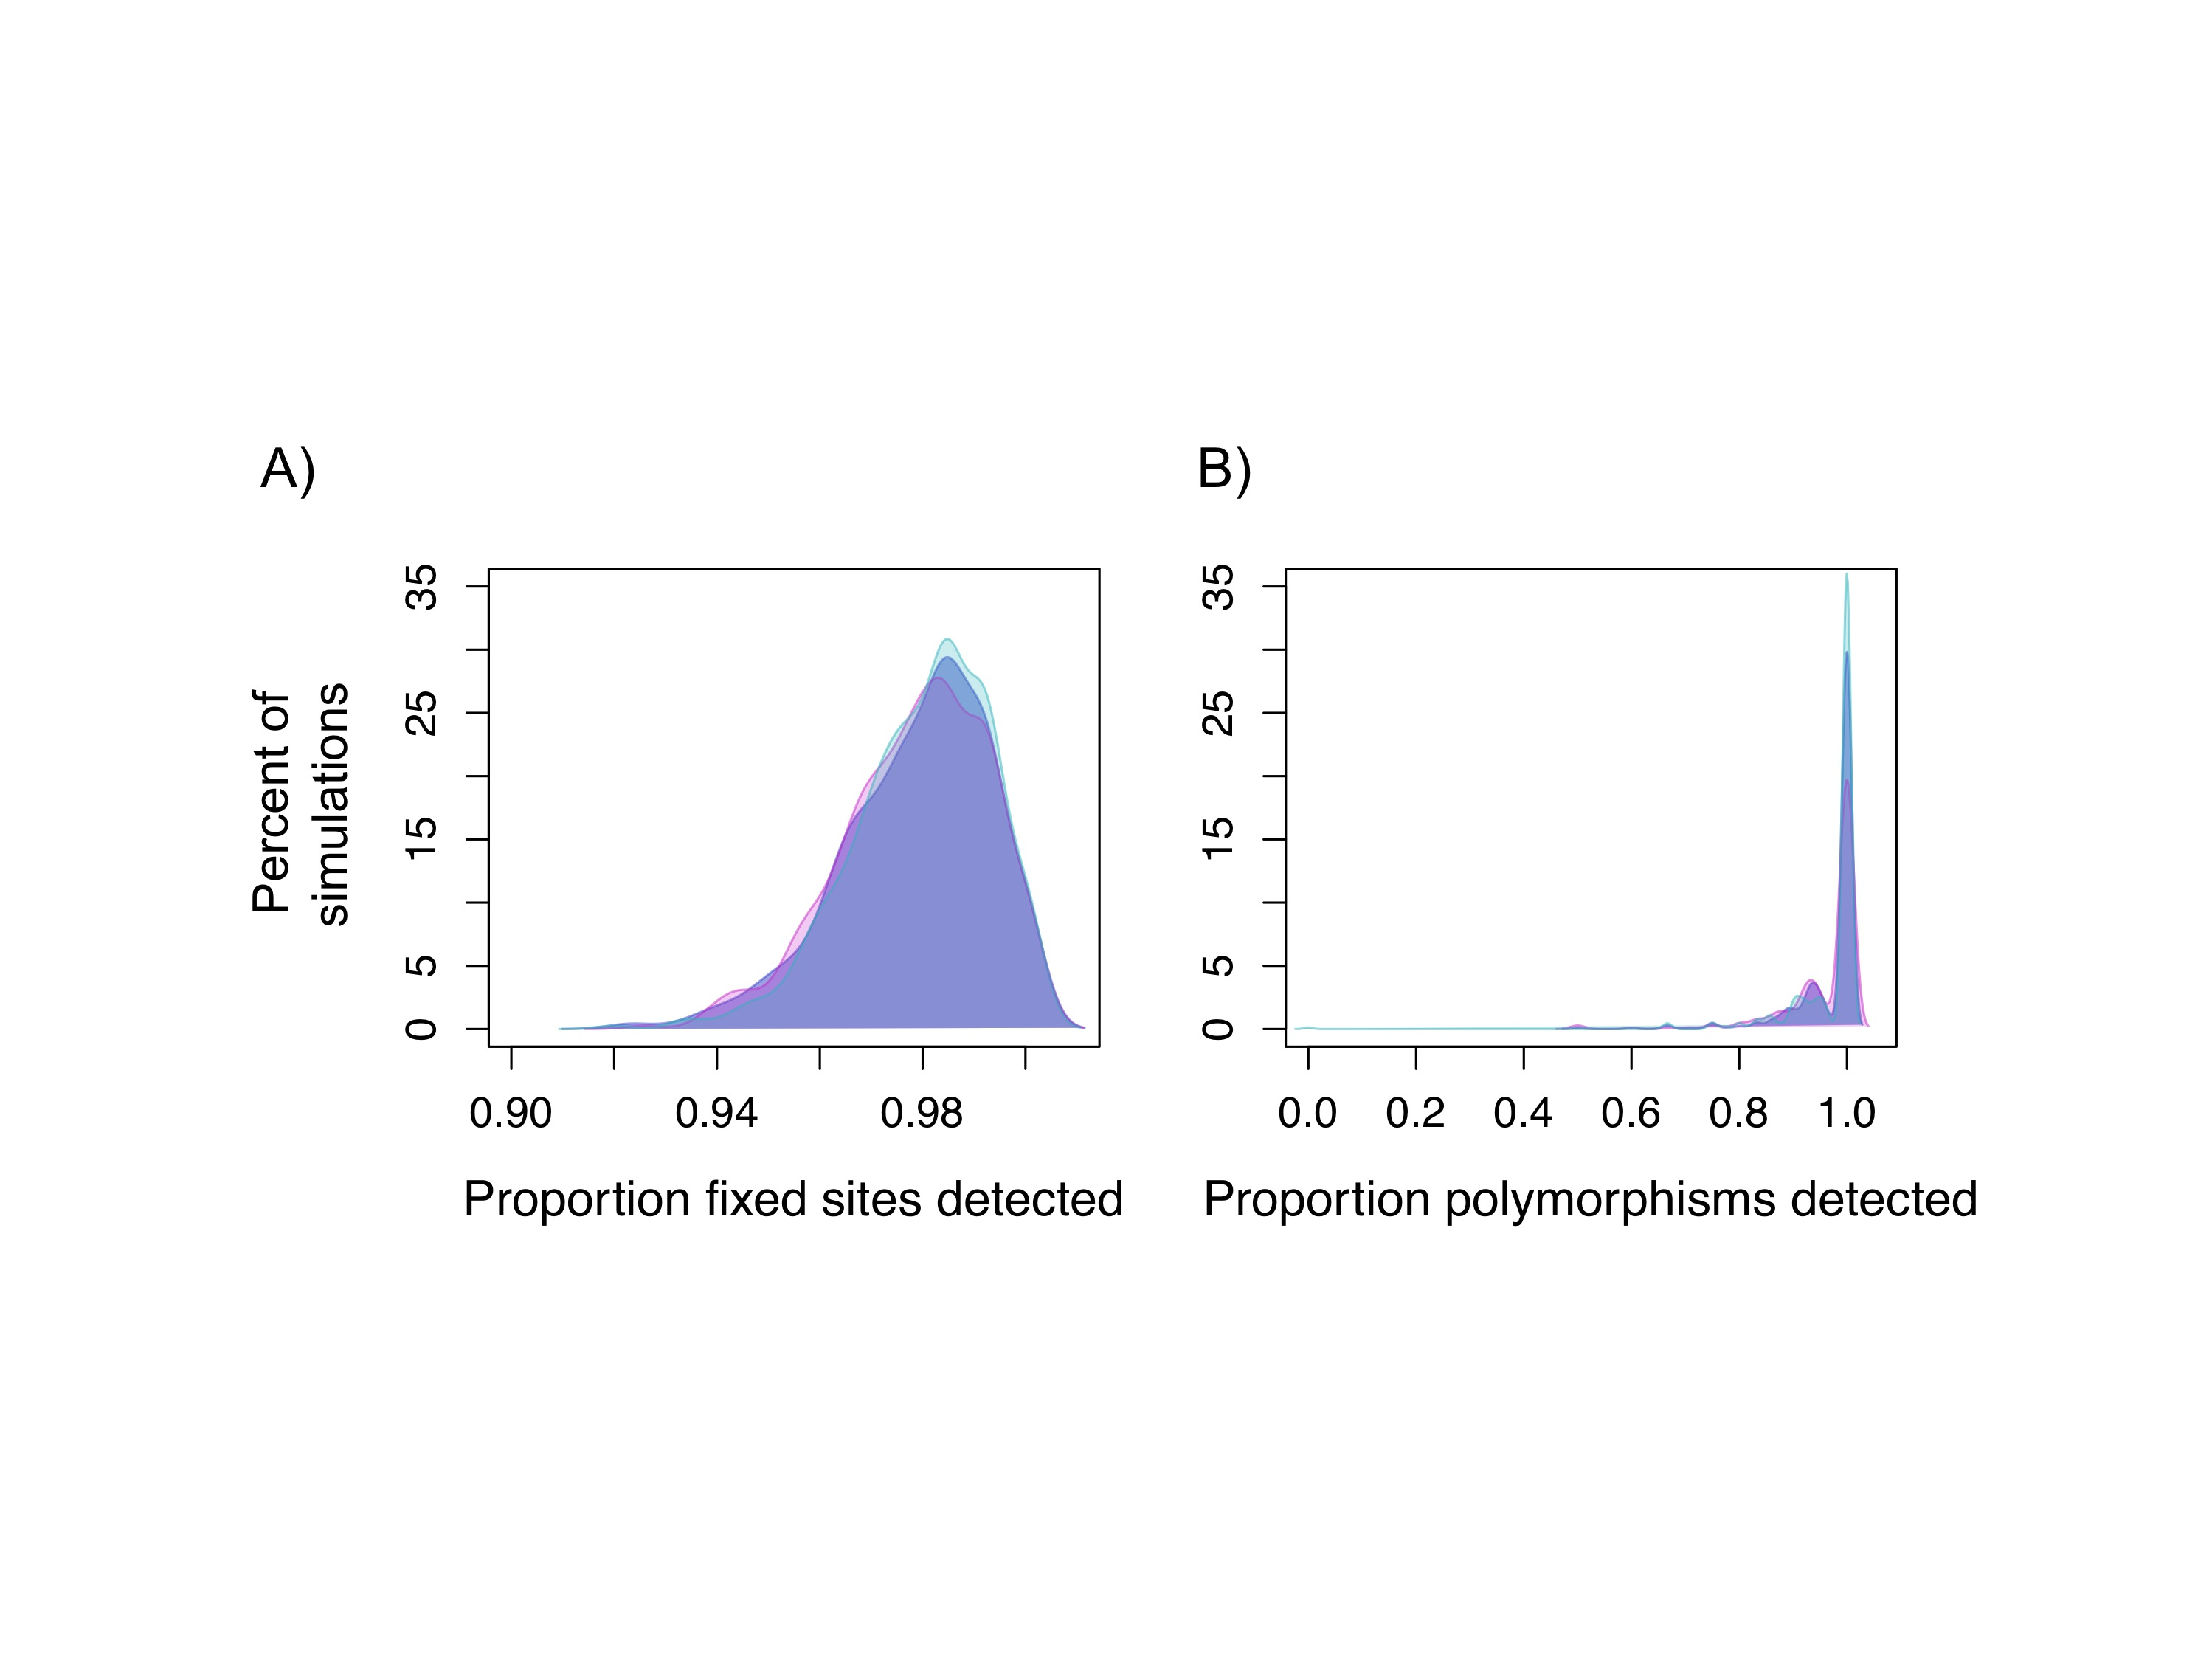 A)
B)
Percent of
simulations
35
25
15
5
0
0.90 0.94 0.98
Proportion fixed sites detected
35
25
15
5
0
0.0 0.2 0.4 0.6 0.8 1.0
Proportion polymorphisms detected